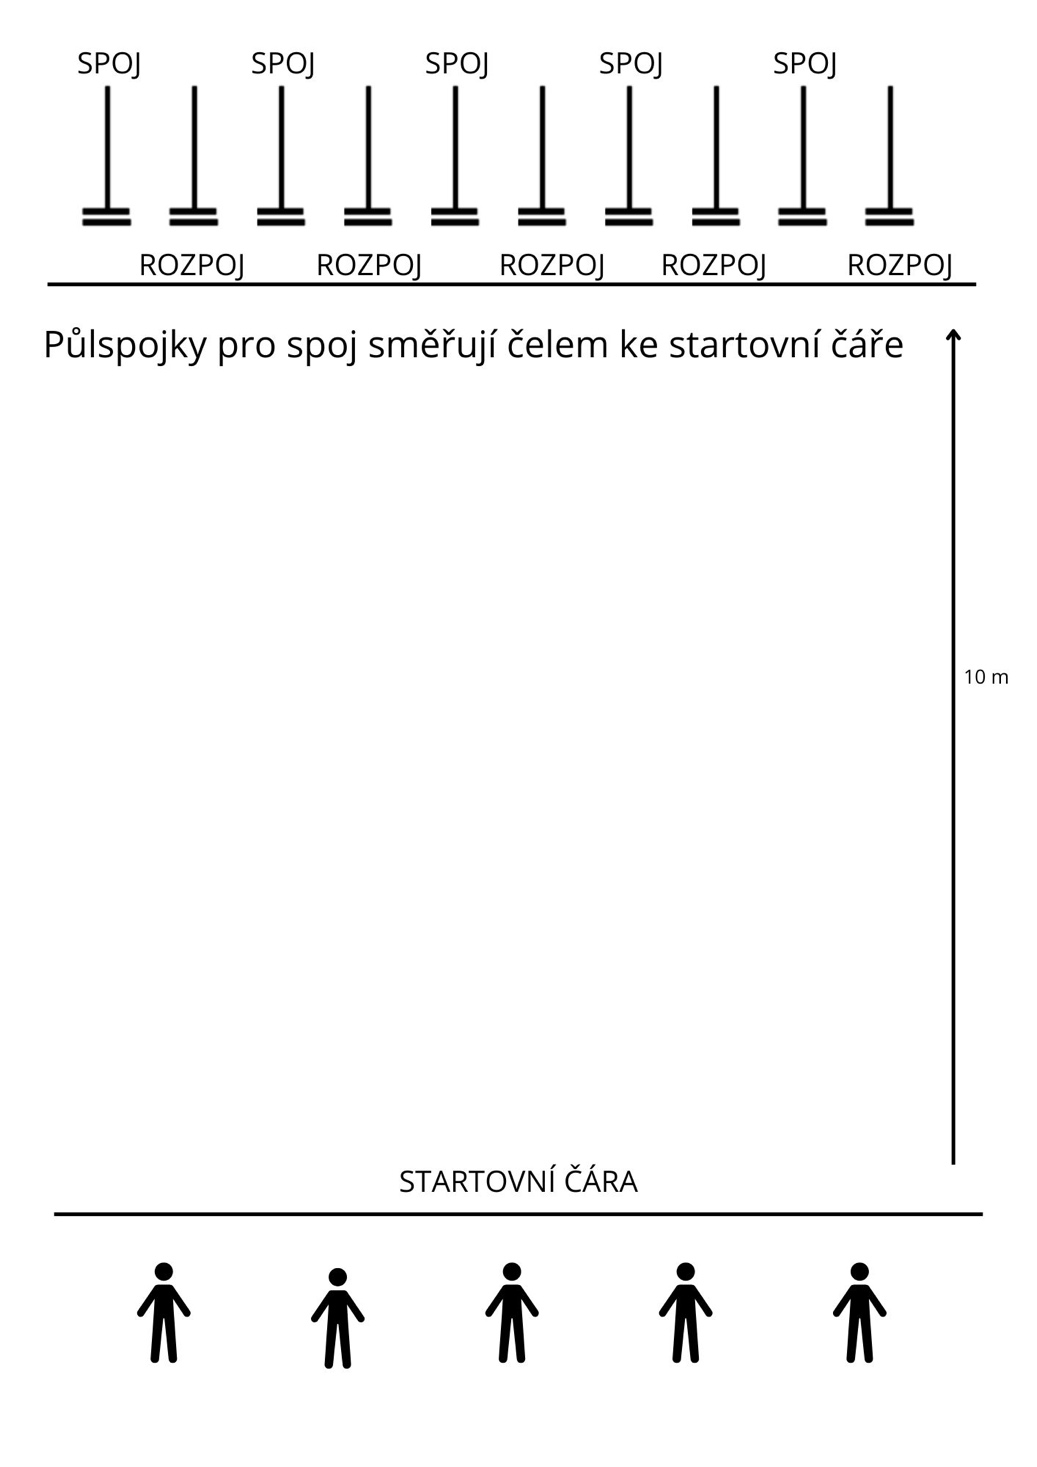 SPOJ SPOJ SPOJ SPOJ SPOJ
ROZPOJ ROZPOJ ROZPOJ ROZPOJ ROZPOJ
Půlspojky pro spoj směřují čelem ke startovní čáře
10 m
STARTOVNÍ ČÁRA